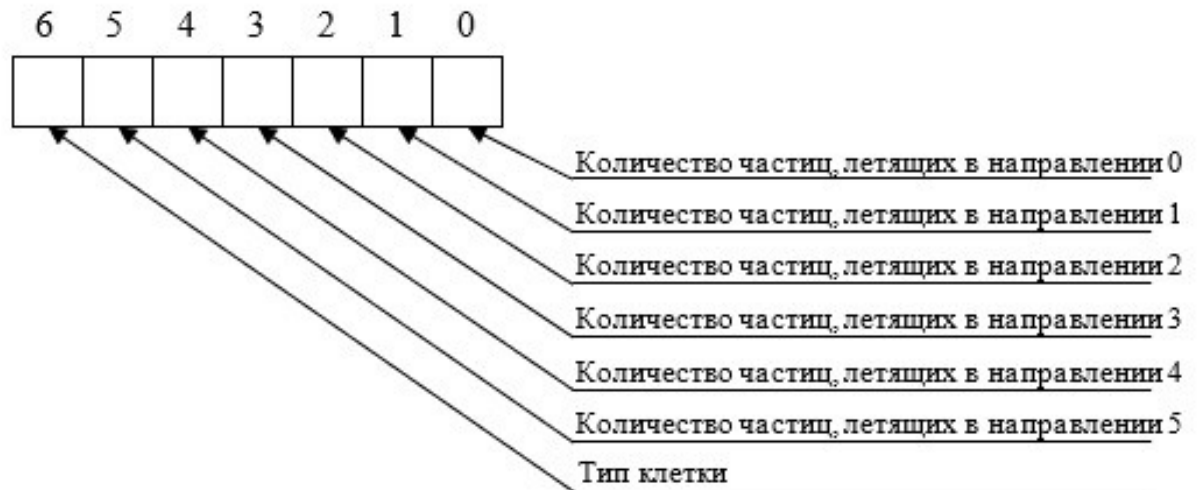 6 5 4 3 2 1 0
Количество частиц, летящих в направлении 0
Количество частиц, летящих в направлении 1
Количество частиц, летящих в направлении 2
Количество частиц, летящих в направлении 3
Количество частиц, летящих в направлении 4
Количество частиц, летящих в направлении 5
Тип клетки